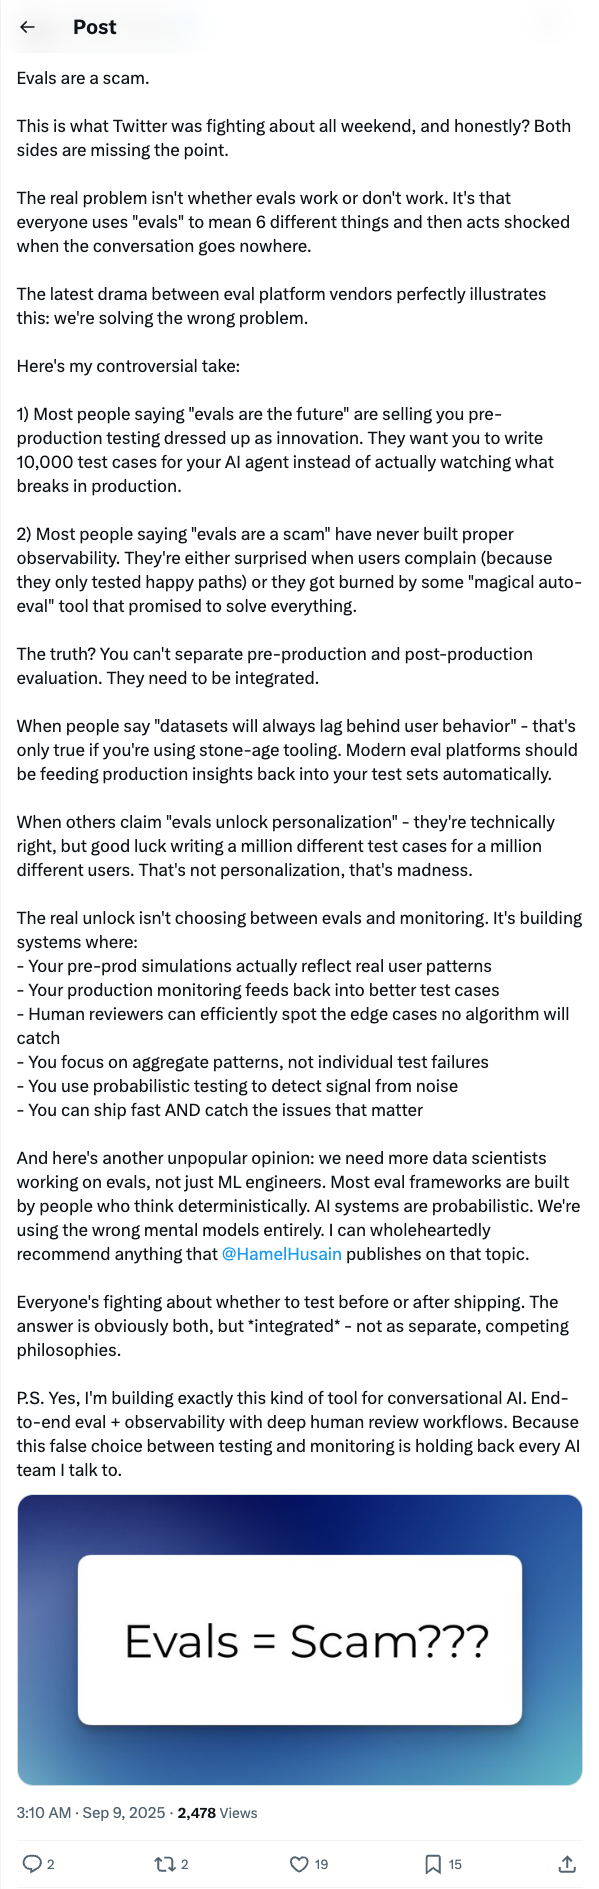 Post
Evals are a scam.
This is what Twitter was fighting about all weekend, and honestly? Both
sides are missing the point.
The real problem isn't whether evals work or don't work. It's that
everyone uses "evals" to mean 6 different things and then acts shocked
when the conversation goes nowhere.
The latest drama between eval platform vendors perfectly illustrates
this: we're solving the wrong problem.
Here's my controversial take:
1) Most people saying "evals are the future" are selling you pre-
production testing dressed up as innovation. They want you to write
10,000 test cases for your AI agent instead of actually watching what
breaks in production.
2) Most people saying "evals are a scam" have never built proper
observability. They're either surprised when users complain (because
they only tested happy paths) or they got burned by some "magical auto-
eval" tool that promised to solve everything.
The truth? You can't separate pre-production and post-production
evaluation. They need to be integrated.
When people say "datasets will always lag behind user behavior" - that's
only true if you're using stone-age tooling. Modern eval platforms should
be feeding production insights back into your test sets automatically.
When others claim "evals unlock personalization" - they're technically
right, but good luck writing a million different test cases for a million
different users. That's not personalization, that's madness.
The real unlock isn't choosing between evals and monitoring. It's building
systems where:
- Your pre-prod simulations actually reflect real user patterns
- Your production monitoring feeds back into better test cases
- Human reviewers can efficiently spot the edge cases no algorithm will
catch
- You focus on aggregate patterns, not individual test failures
- You use probabilistic testing to detect signal from noise
- You can ship fast AND catch the issues that matter
And here's another unpopular opinion: we need more data scientists
working on evals, not just ML engineers. Most eval frameworks are built
by people who think deterministically. AI systems are probabilistic. We're
using the wrong mental models entirely. I can wholeheartedly
recommend anything that @HamelHusain publishes on that topic.
Everyone's fighting about whether to test before or after shipping. The
answer is obviously both, but *integrated* - not as separate, competing
philosophies.
P.S. Yes, I'm building exactly this kind of tool for conversational AI. End-
to-end eval + observability with deep human review workflows. Because
this false choice between testing and monitoring is holding back every AI
team I talk to.
Evals = Scam???
3:10 AM · Sep 9, 2025 · 2,478 Views
2 2 19 15